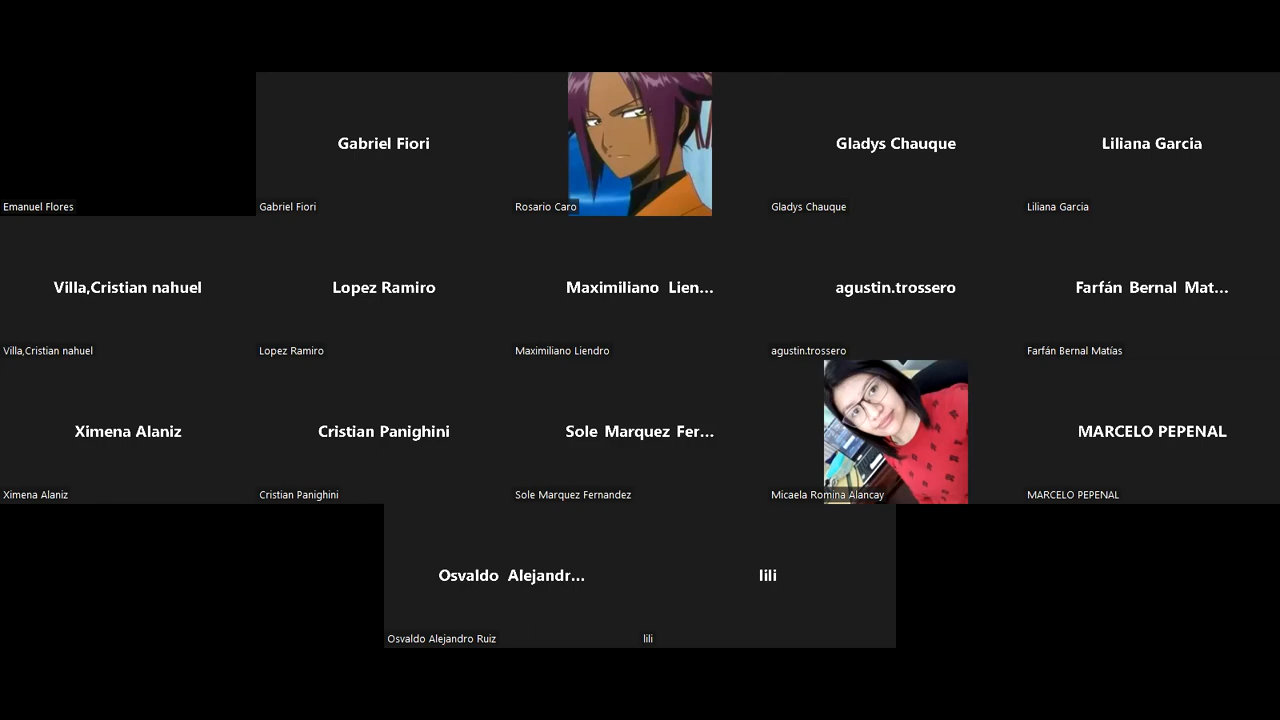 Emanuel Flores
Gabriel Fiori
Gabriel Fiori
Rosario Caro
Gladys Chauque
Gladys Chauque
Liliana Garcia
Liliana Garcia
Villa,Cristian nahuel
Villa,Cristian nahuel
Lopez Ramiro
Lopez Ramiro
Maximiliano Lien...
Maximiliano Liendro
agustin.trossero
agustin.trossero
Farfán Bernal Mat...
Farfán Bernal Matías
Ximena Alaniz
Ximena Alaniz
Cristian Panighini
Cristian Panighini
Sole Marquez Fer...
Sole Marquez Fernandez
Micaela Romina Alancay
MARCELO PEPENAL
MARCELO PEPENAL
Osvaldo Alejandr...
Osvaldo Alejandro Ruiz
lili
lili